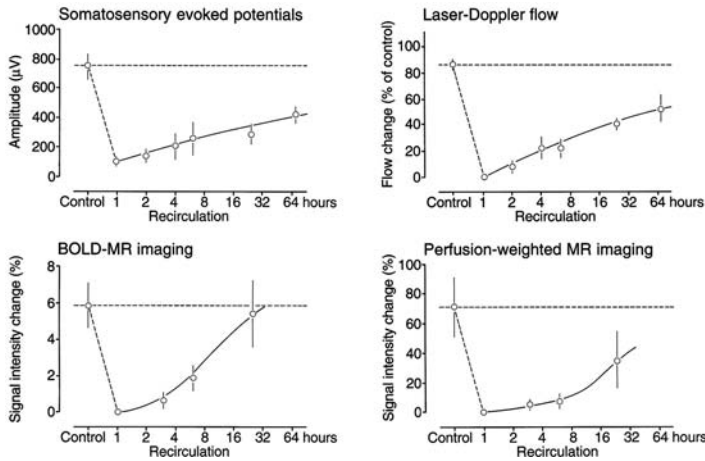 Somatosensory evoked potentials
Amplitude (µV)
1000
800
600
400
200
0
Control 1 2 4 8 16 32 64 hours
Recirculation
Laser-Doppler flow
Flow change (% of control)
100
80
60
40
20
0
Control 1 2 4 8 16 32 64 hours
Recirculation
BOLD-MR imaging
Signal intensity change (%)
8
6
4
2
0
Control 1 2 4 8 16 32 64 hours
Recirculation
Perfusion-weighted MR imaging
Signal intensity change (%)
100
80
60
40
20
0
Control 1 2 4 8 16 32 64 hours
Recirculation